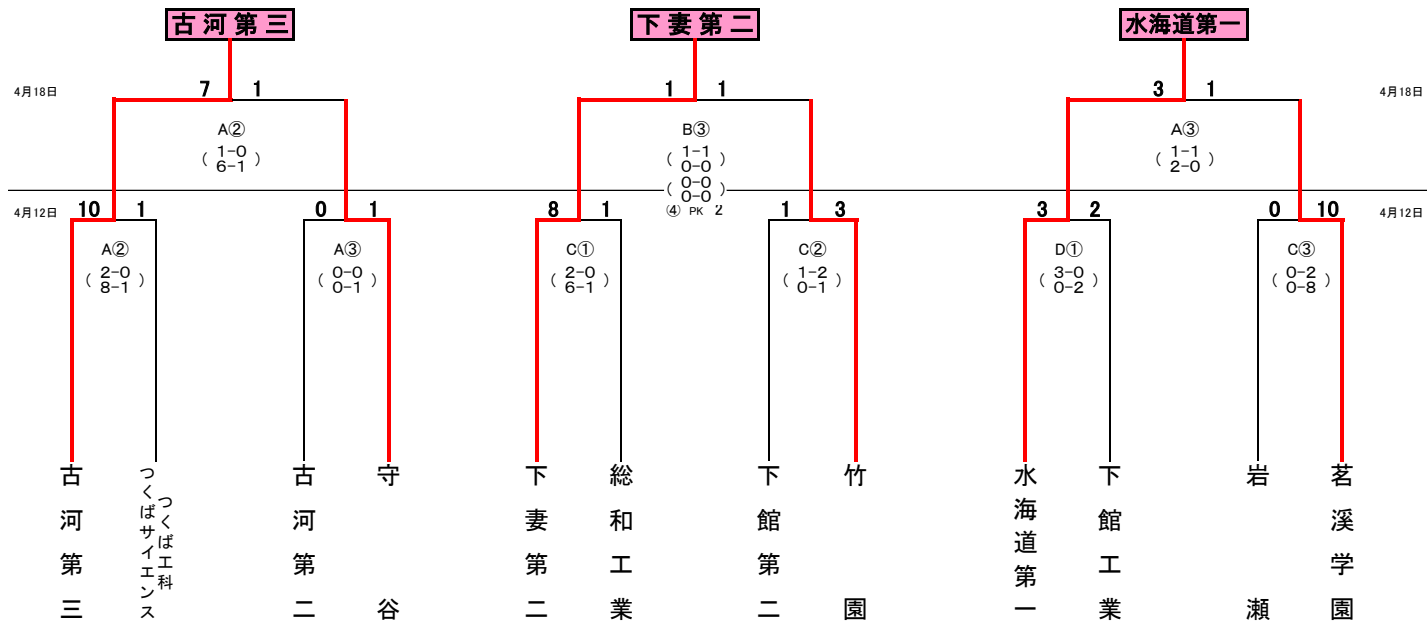 古河第三
下妻第二
水海道第一
4月18日
7 1
1 1
3 1
4月18日
A②
B③
A③
( 1-0
6-1 )
( 1-1
0-0 )
( 0-0
0-0 )
④ PK 2
( 1-1
2-0 )
4月12日
10 1
0 1
8 1
1 3
3 2
0 10
4月12日
A②
A③
C①
C②
D①
C③
( 2-0
8-1 )
( 0-0
0-1 )
( 2-0
6-1 )
( 1-2
0-1 )
( 3-0
0-2 )
( 0-2
0-8 )
古河第三
つくば工科
つくばサイエンス
古河第二
守谷
下妻第二
総和工業
下館第二
竹園
水海道第一
下館工業
岩瀬
茗溪学園